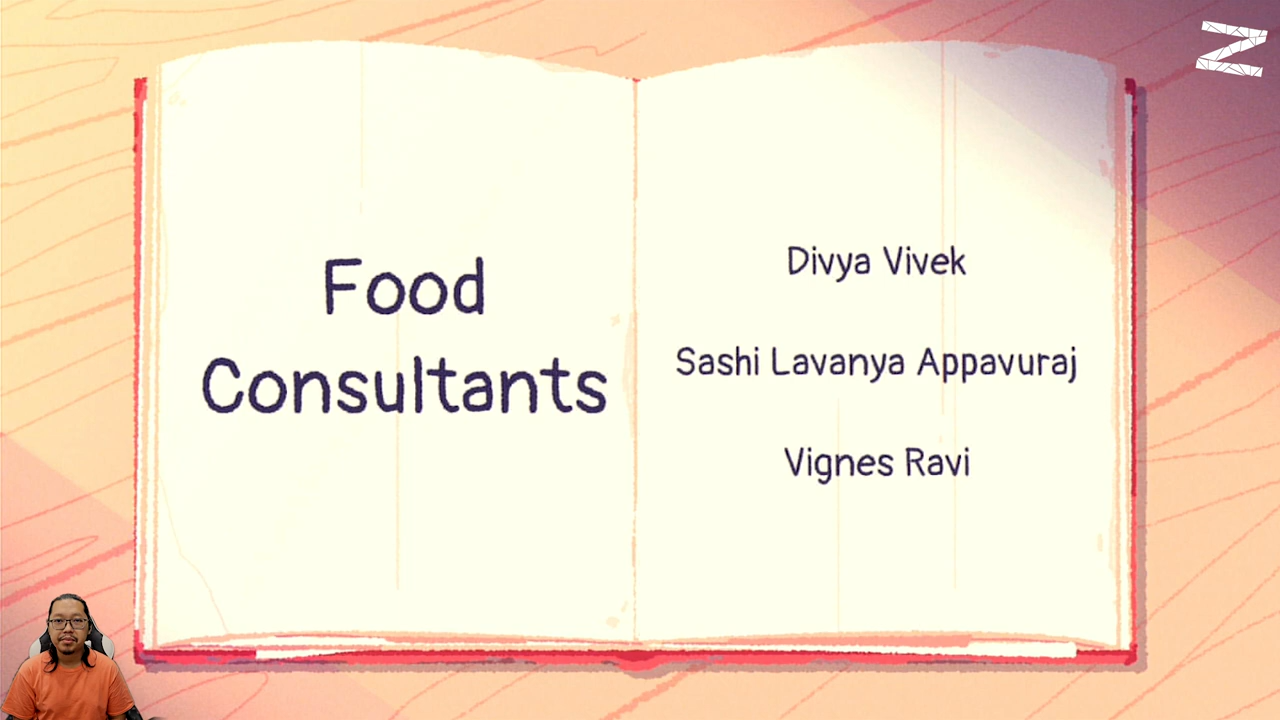 Food
Consultants
Divya Vivek
Sashi Lavanya Appavuraj
Vignes Ravi